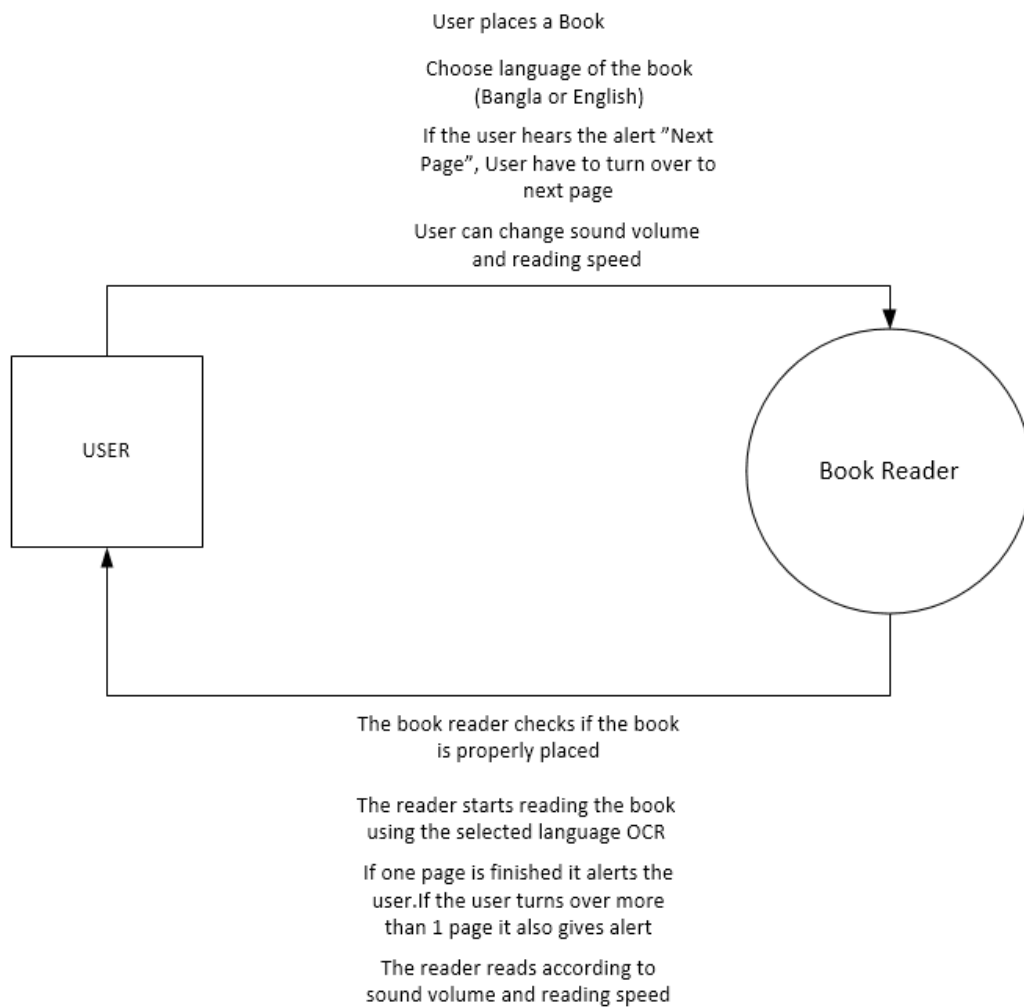 User places a Book
Choose language of the book
(Bangla or English)
If the user hears the alert ”Next
Page”, User have to turn over to
next page
User can change sound volume
and reading speed
USER
Book Reader
The book reader checks if the book
is properly placed
The reader starts reading the book
using the selected language OCR
If one page is finished it alerts the
user.If the user turns over more
than 1 page it also gives alert
The reader reads according to
sound volume and reading speed